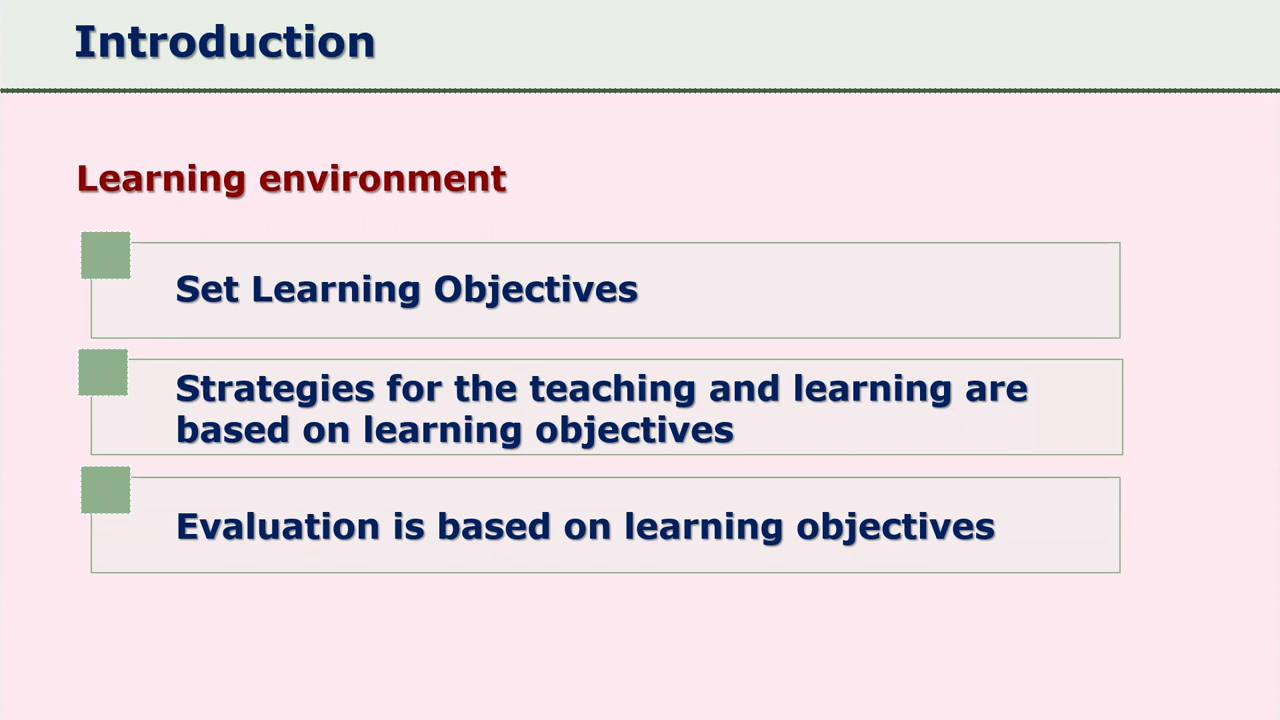 Introduction
Learning environment
Set Learning Objectives
Strategies for the teaching and learning are
based on learning objectives
Evaluation is based on learning objectives